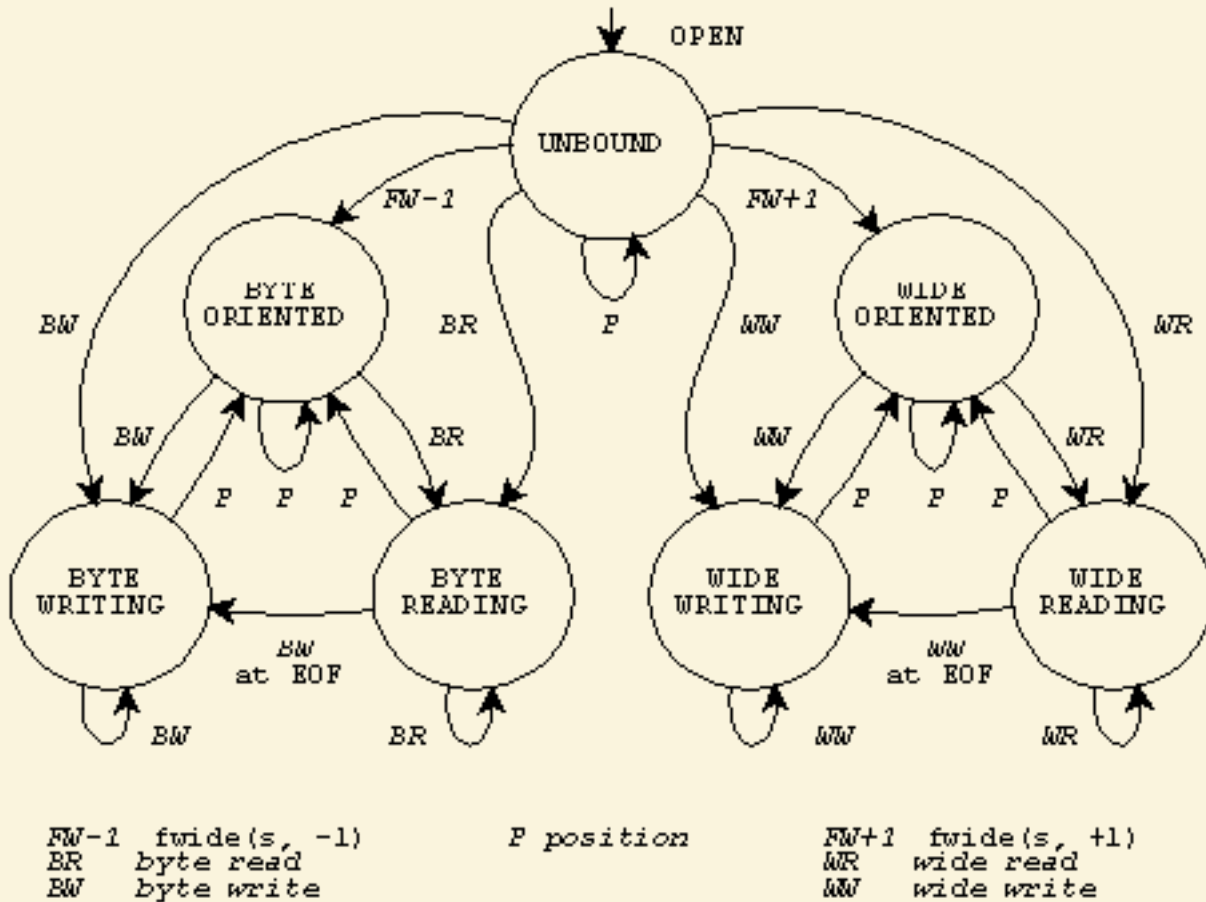 OPEN
UNBOUND
FW-1
FW+1
BYTE
ORIENTED
WIDE
ORIENTED
BW
BR
P
WW
WR
BW
BR
WW
WR
P
P
P
P
P
P
BYTE
WRITING
BYTE
READING
WIDE
WRITING
WIDE
READING
BW
at EOF
WW
at EOF
BW
BR
WW
WR
FW-1 fwide(s, -1)
P position
FW+1 fwide(s, +1)
BR byte read
WR wide read
BW byte write
WW wide write